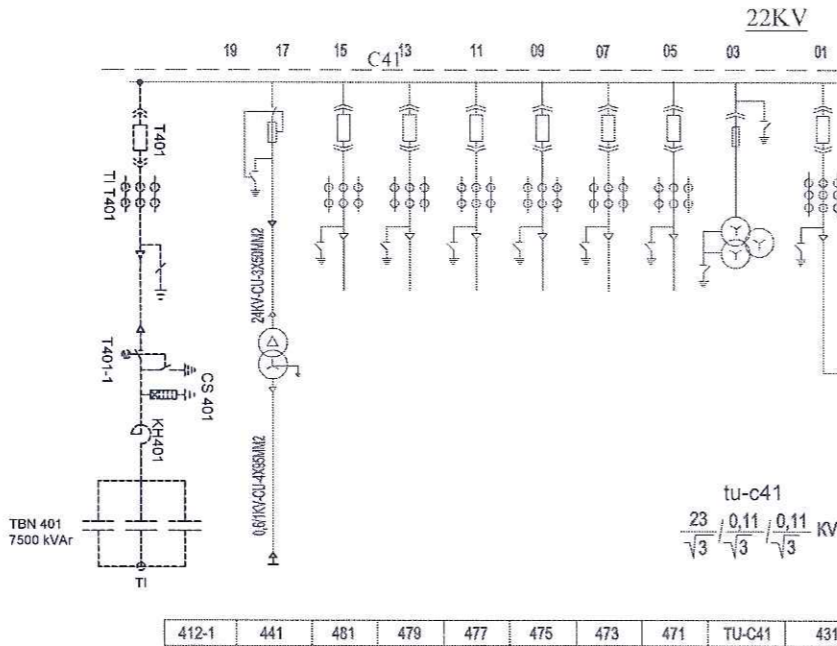 22KV
19 17 15 13 11 09 07 05 03 01
C41
T401
TI T401
T401-1
CS 401
KH401
24KV-CU-3X50MM2
0,6/1KV-CU-4X95MM2
TBN 401
7500 kVAr
TI
tu-c41
23/√3 / 0,11/√3 / 0,11/√3 KV
412-1 441 481 479 477 475 473 471 TU-C41 431